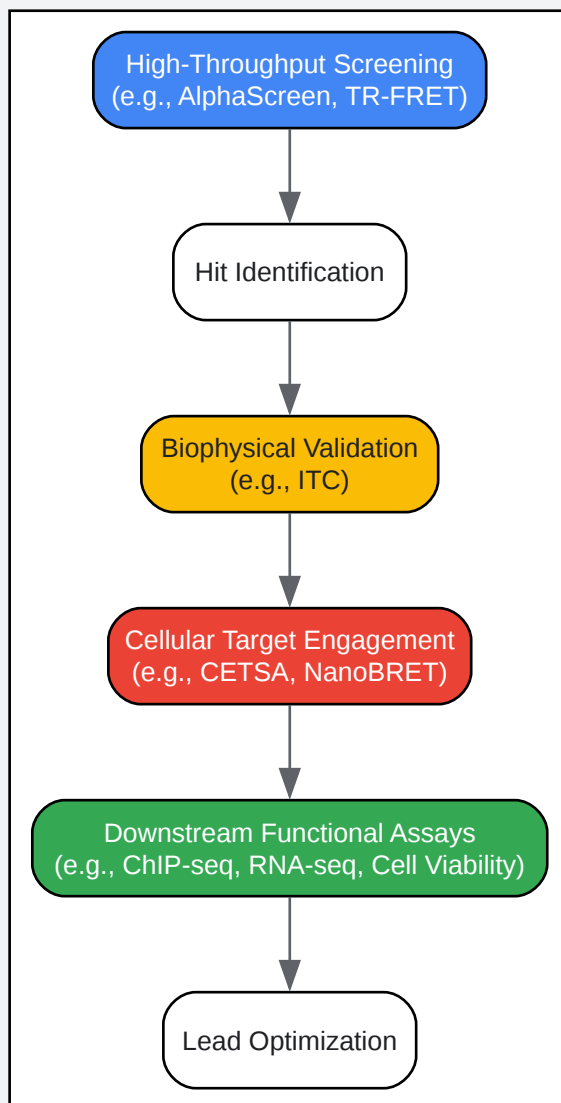 High-Throughput Screening
(e.g., AlphaScreen, TR-FRET)
Hit Identification
Biophysical Validation
(e.g., ITC)
Cellular Target Engagement
(e.g., CETSA, NanoBRET)
Downstream Functional Assays
(e.g., ChIP-seq, RNA-seq, Cell Viability)
Lead Optimization